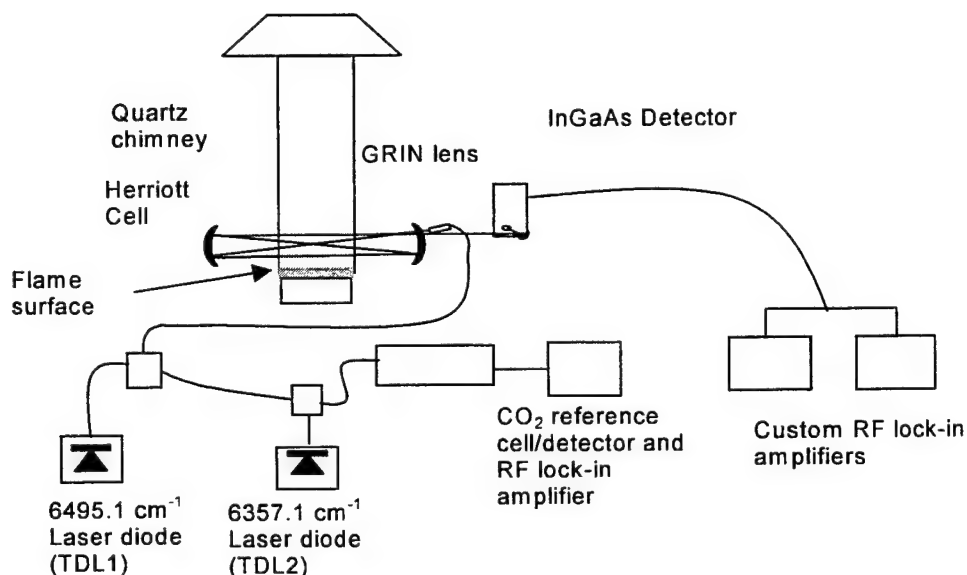 Quartz
chimney
InGaAs Detector
GRIN lens
Herriott
Cell
Flame
surface
CO₂ reference
cell/detector and
RF lock-in
amplifier
Custom RF lock-in
amplifiers
6495.1 cm⁻¹
Laser diode
(TDL1)
6357.1 cm⁻¹
Laser diode
(TDL2)